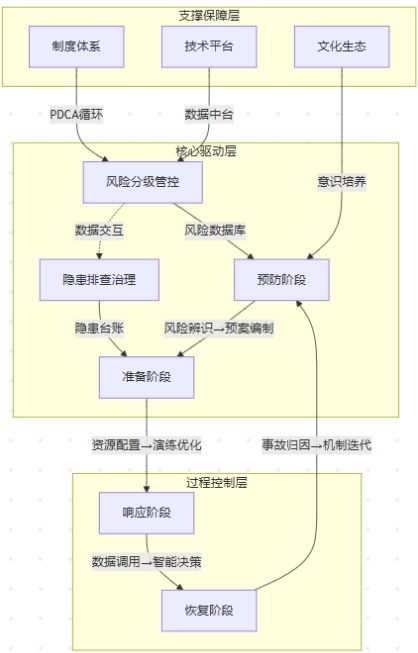 支撑保障层
制度体系
技术平台
文化生态
PDCA循环
数据中台
核心驱动层
风险分级管控
意识培养
数据交互
风险数据库
隐患排查治理
预防阶段
隐患台账
风险辨识→预案编制
准备阶段
资源配置→演练优化
事故归因→机制迭代
过程控制层
响应阶段
数据调用→智能决策
恢复阶段